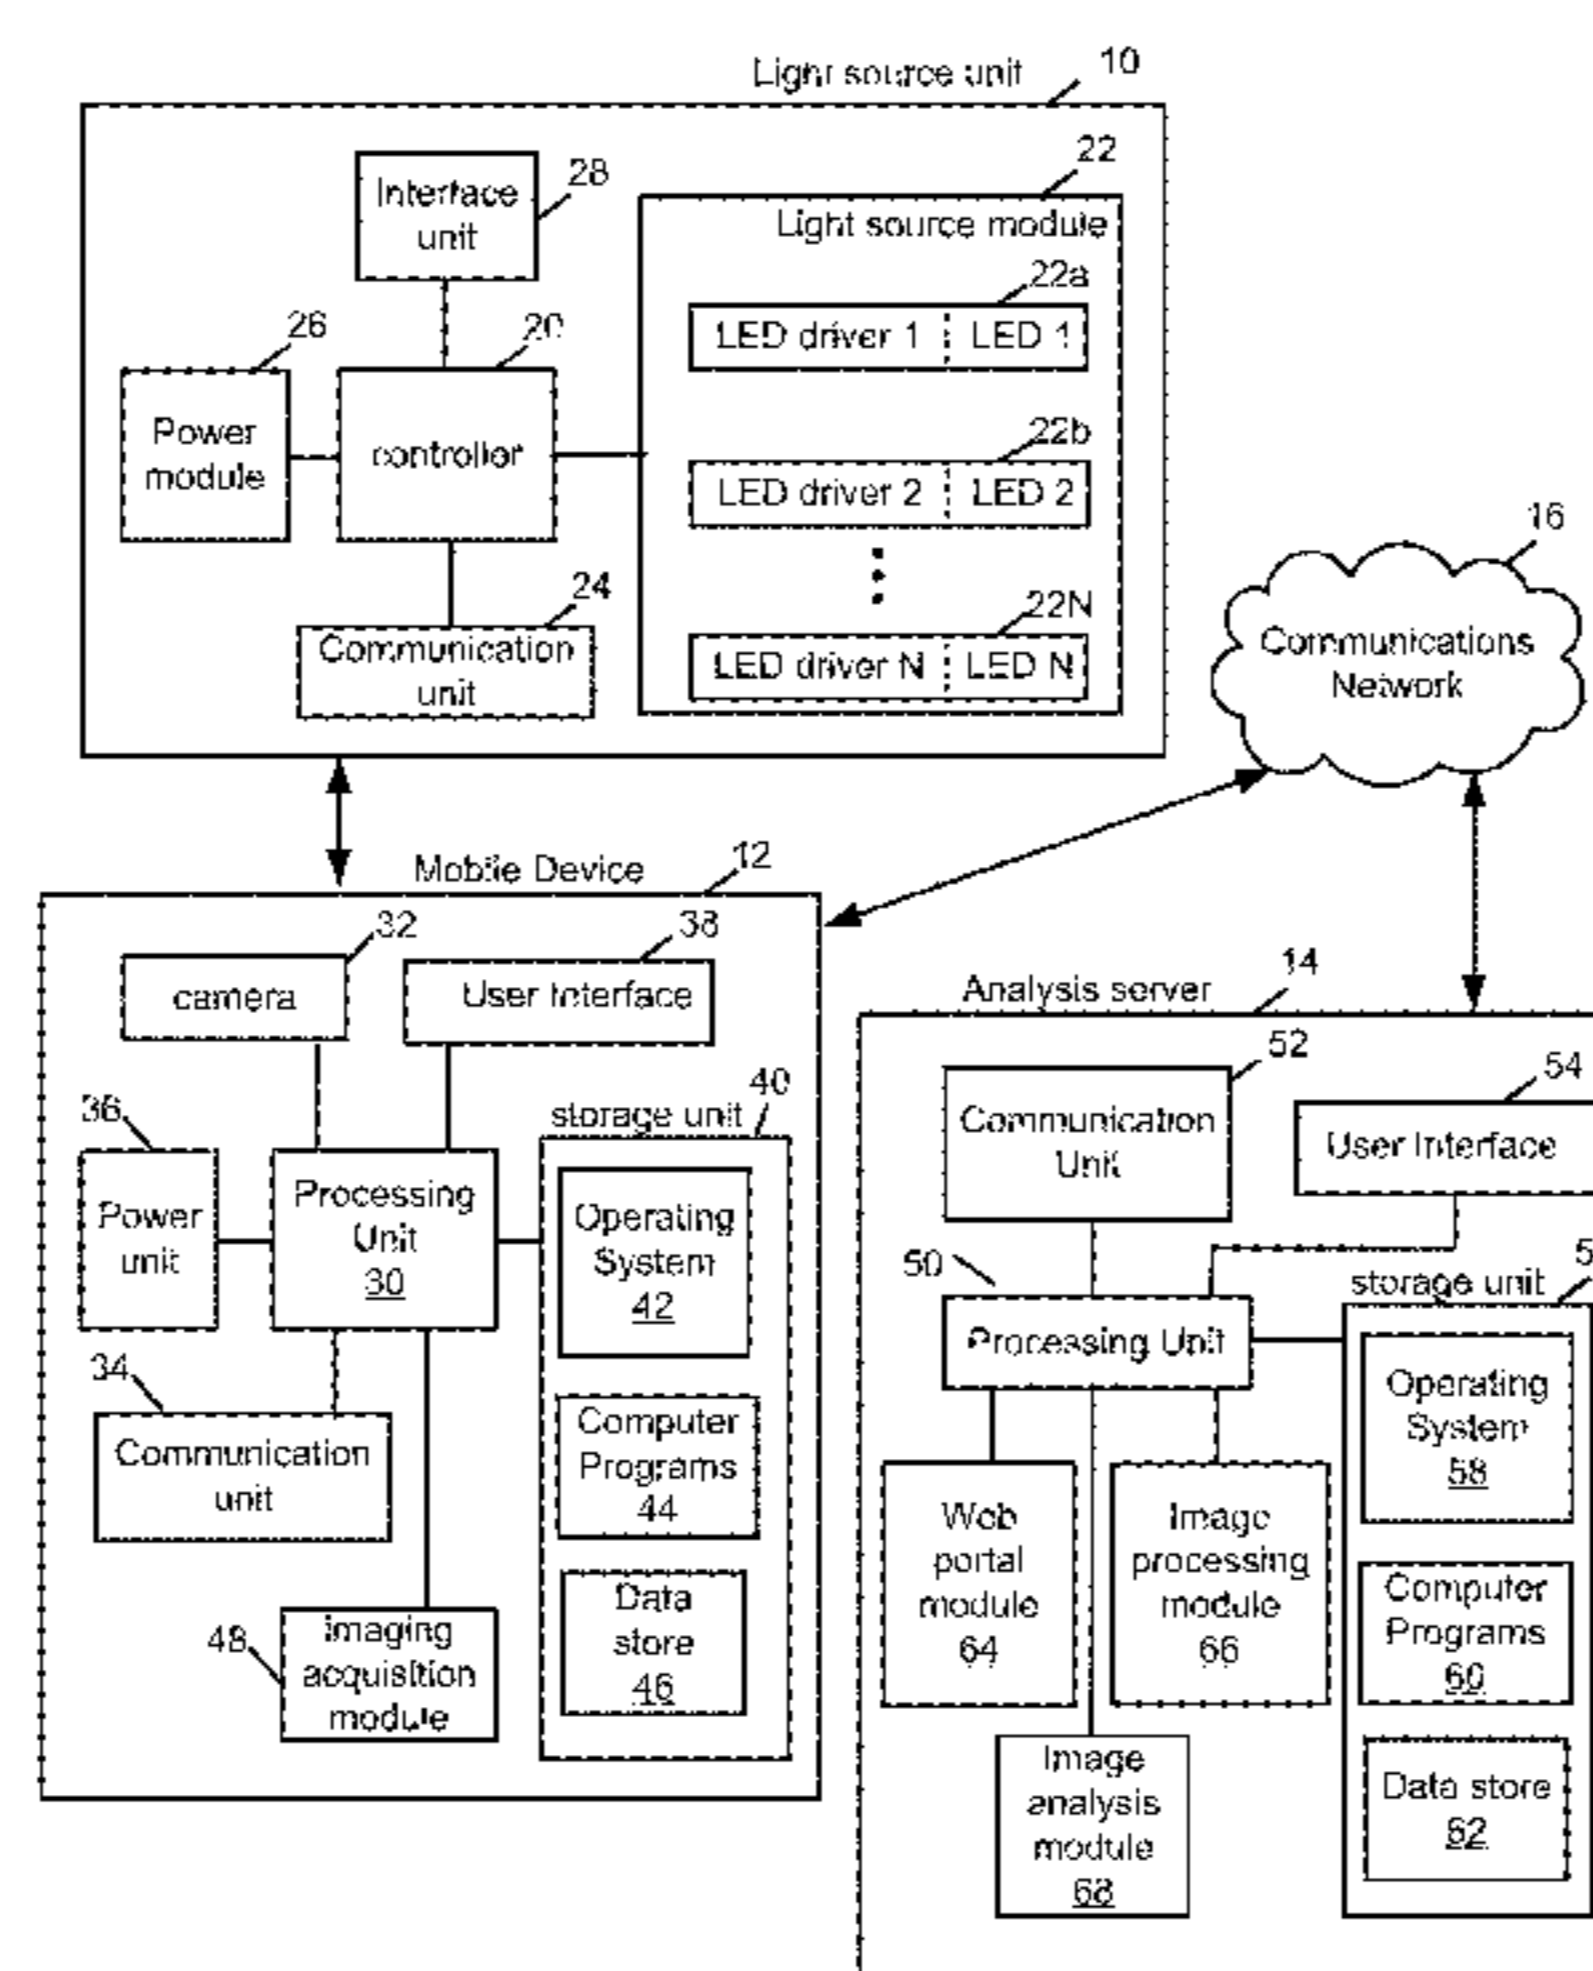 Light source unit
10
Interface
unit
28
22
Light source module
22a
LED driver 1
LED 1
26
20
Power
module
controller
22b
LED driver 2
LED 2
24
Communication
unit
22N
LED driver N
LED N
16
Communications
Network
Mobile Device
12
32
camera
38
User Interface
36
Power
unit
Processing
Unit
30
40
storage unit
Operating
System
42
34
Communication
unit
Computer
Programs
44
48
imaging
acquisition
module
Data
store
46
Analysis server
14
52
Communication
Unit
54
User Interface
50
Processing Unit
storage unit
Operating
System
58
Web
portal
module
64
Image
processing
module
66
Computer
Programs
60
Image
analysis
module
68
Data store
62